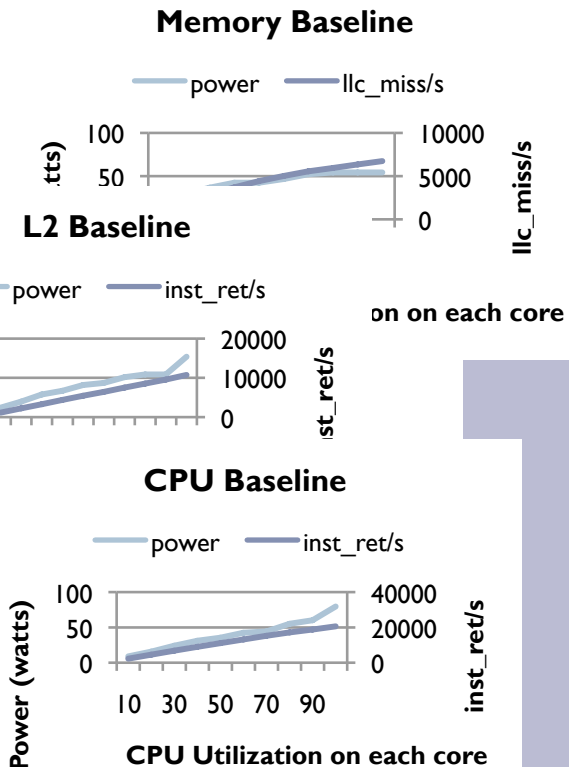 Memory Baseline
power llc_miss/s
100 10000
50 5000
0
llc_miss/s
on on each core
L2 Baseline
power inst_ret/s
20000
10000
0
CPU Baseline
power inst_ret/s
100 40000
50 20000
0 0
Power (watts)
inst_ret/s
10 30 50 70 90
CPU Utilization on each core